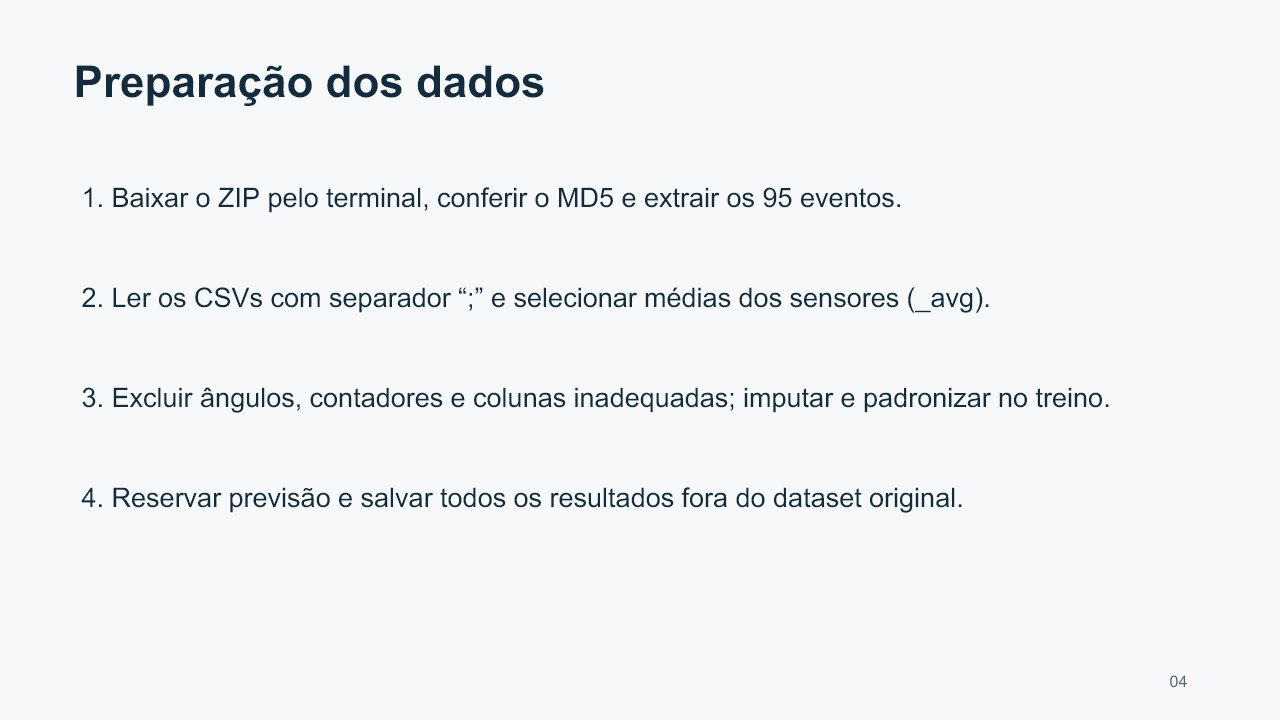 Preparação dos dados
1. Baixar o ZIP pelo terminal, conferir o MD5 e extrair os 95 eventos.
2. Ler os CSVs com separador “;” e selecionar médias dos sensores (_avg).
3. Excluir ângulos, contadores e colunas inadequadas; imputar e padronizar no treino.
4. Reservar previsão e salvar todos os resultados fora do dataset original.
04